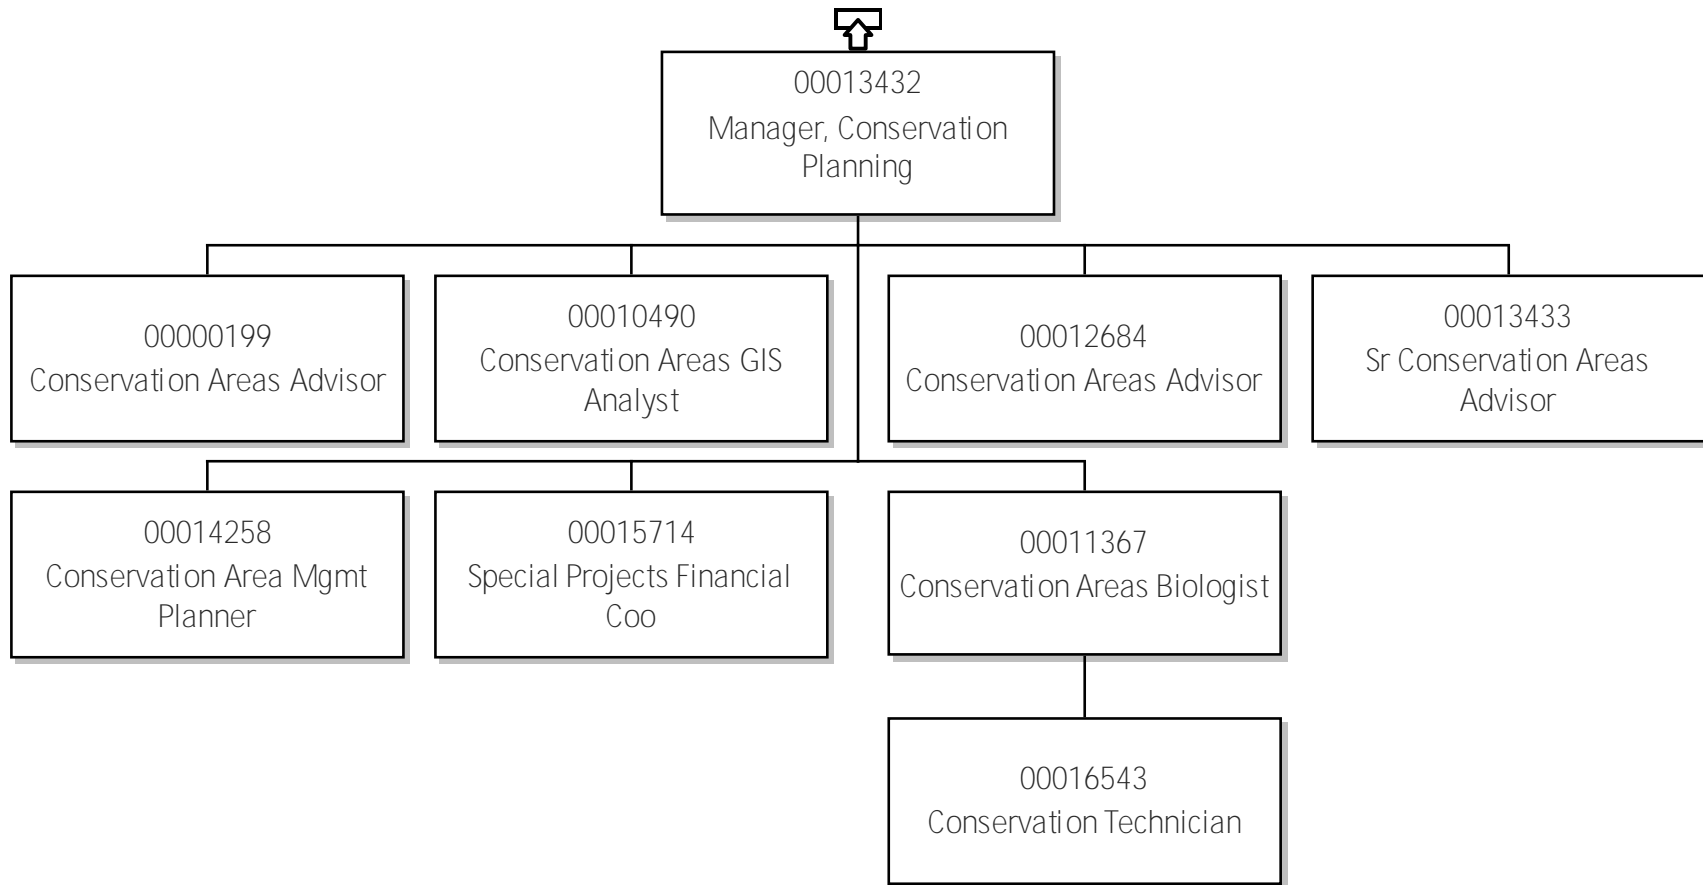 00013432
Manager, Conservation
Planning
00000199
Conservation Areas Advisor
00010490
Conservation Areas GIS
Analyst
00012684
Conservation Areas Advisor
00013433
Sr Conservation Areas
Advisor
00014258
Conservation Area Mgmt
Planner
00015714
Special Projects Financial
Coo
00011367
Conservation Areas Biologist
00016543
Conservation Technician